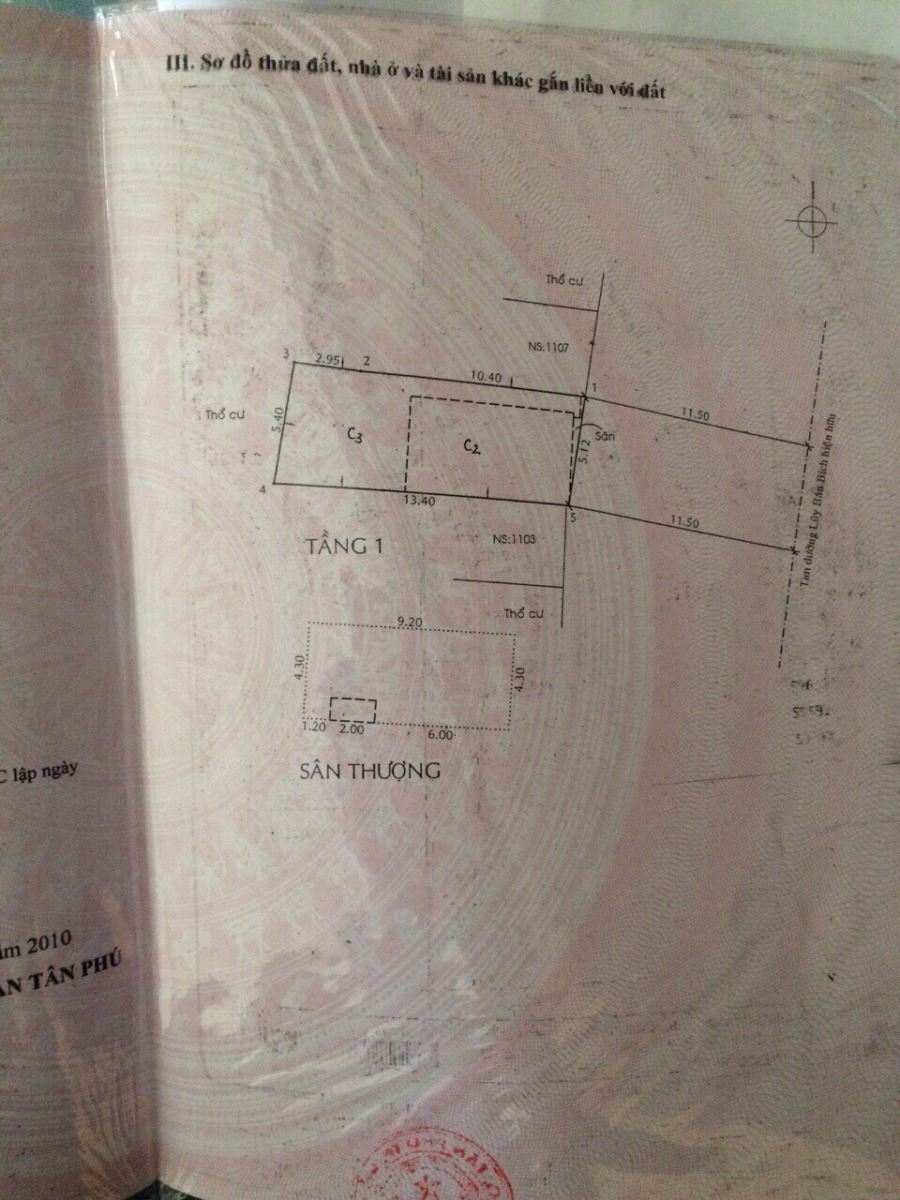 III. Sơ đồ thửa đất, nhà ở và tài sản khác gắn liền với đất
Thổ cư
NS:1107
3
2.95
2
10.40
1
11.50
Thổ cư
5.40
C3
C2
Sân
5.12
Tim đường Lũy Bán Bích hiện hữu
4
13.40
5
11.50
TẦNG 1
NS:1103
Thổ cư
9.20
4.30
4.30
1.20
2.00
6.00
SÂN THƯỢNG
C lập ngày
ăm 2010
ẬN TÂN PHÚ